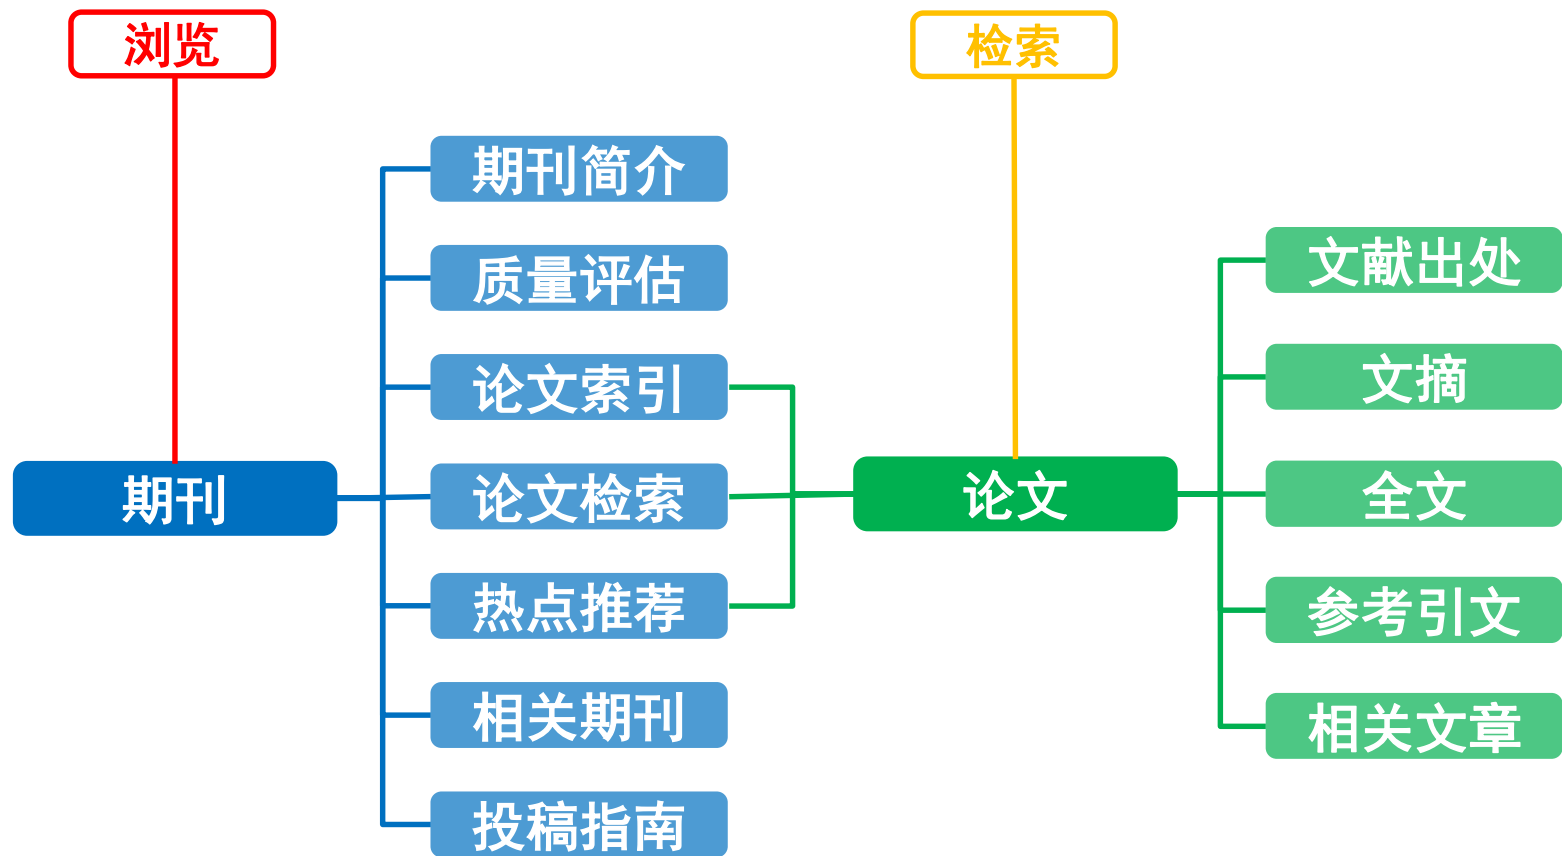 浏览
检索
期刊简介
质量评估
论文索引
论文检索
热点推荐
相关期刊
投稿指南
期刊
论文
文献出处
文摘
全文
参考引文
相关文章